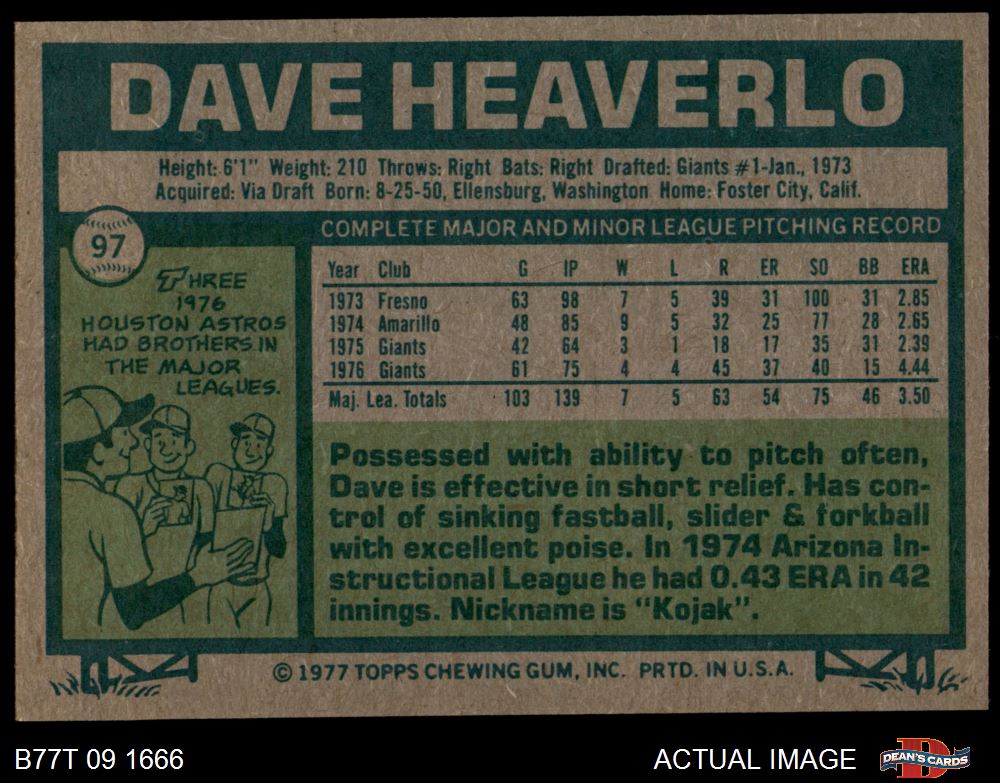 DAVE HEAVERLO
Height: 6'1" Weight: 210 Throws: Right Bats: Right Drafted: Giants #1-Jan., 1973
Acquired: Via Draft Born: 8-25-50, Ellensburg, Washington Home: Foster City, Calif.
97
THREE
1976
HOUSTON ASTROS
HAD BROTHERS IN
THE MAJOR
LEAGUES.
COMPLETE MAJOR AND MINOR LEAGUE PITCHING RECORD
Year Club G IP W L R ER SO BB ERA
1973 Fresno 63 98 7 5 39 31 100 31 2.85
1974 Amarillo 48 85 9 5 32 25 77 28 2.65
1975 Giants 42 64 3 1 18 17 35 31 2.39
1976 Giants 61 75 4 4 45 37 40 15 4.44
Maj. Lea. Totals 103 139 7 5 63 54 75 46 3.50
Possessed with ability to pitch often,
Dave is effective in short relief. Has con-
trol of sinking fastball, slider & forkball
with excellent poise. In 1974 Arizona In-
structional League he had 0.43 ERA in 42
innings. Nickname is "Kojak".
© 1977 TOPPS CHEWING GUM, INC. PRTD. IN U.S.A.
B77T 09 1666
ACTUAL IMAGE
DEAN'S CARDS